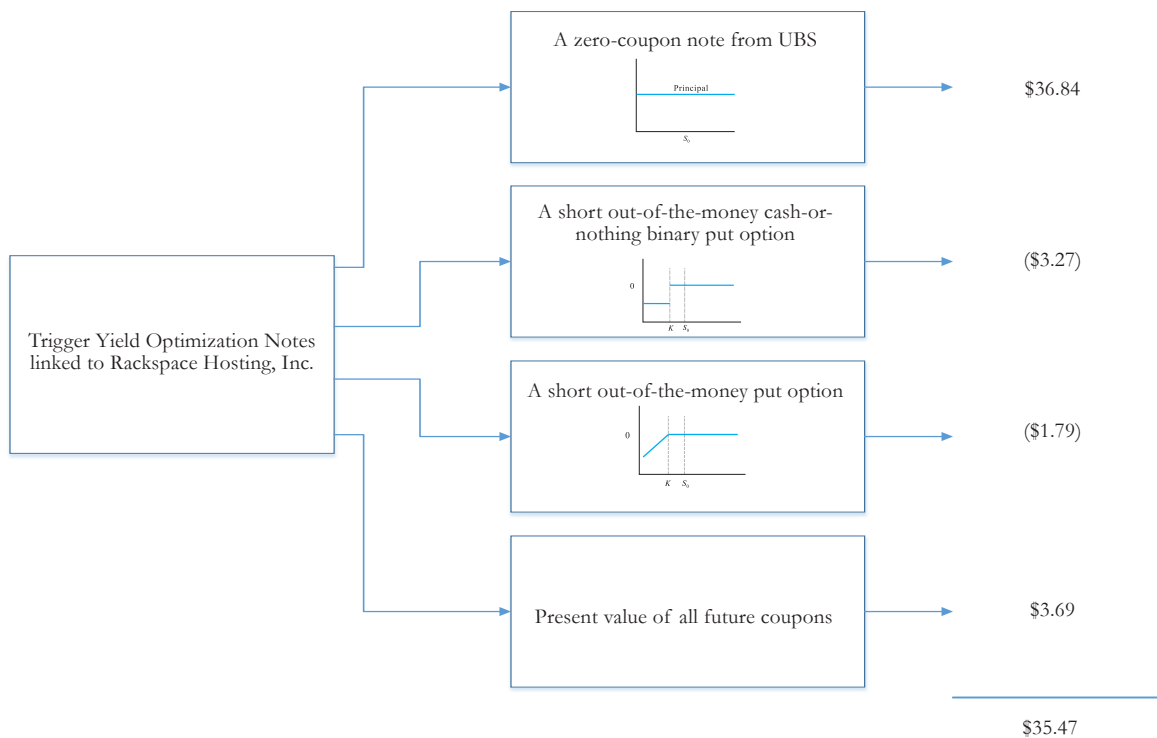 A zero-coupon note from UBS
Principal
S₀
$36.84
A short out-of-the-money cash-or-
nothing binary put option
0
K S₀
($3.27)
Trigger Yield Optimization Notes
linked to Rackspace Hosting, Inc.
A short out-of-the-money put option
0
K S₀
($1.79)
Present value of all future coupons
$3.69
$35.47